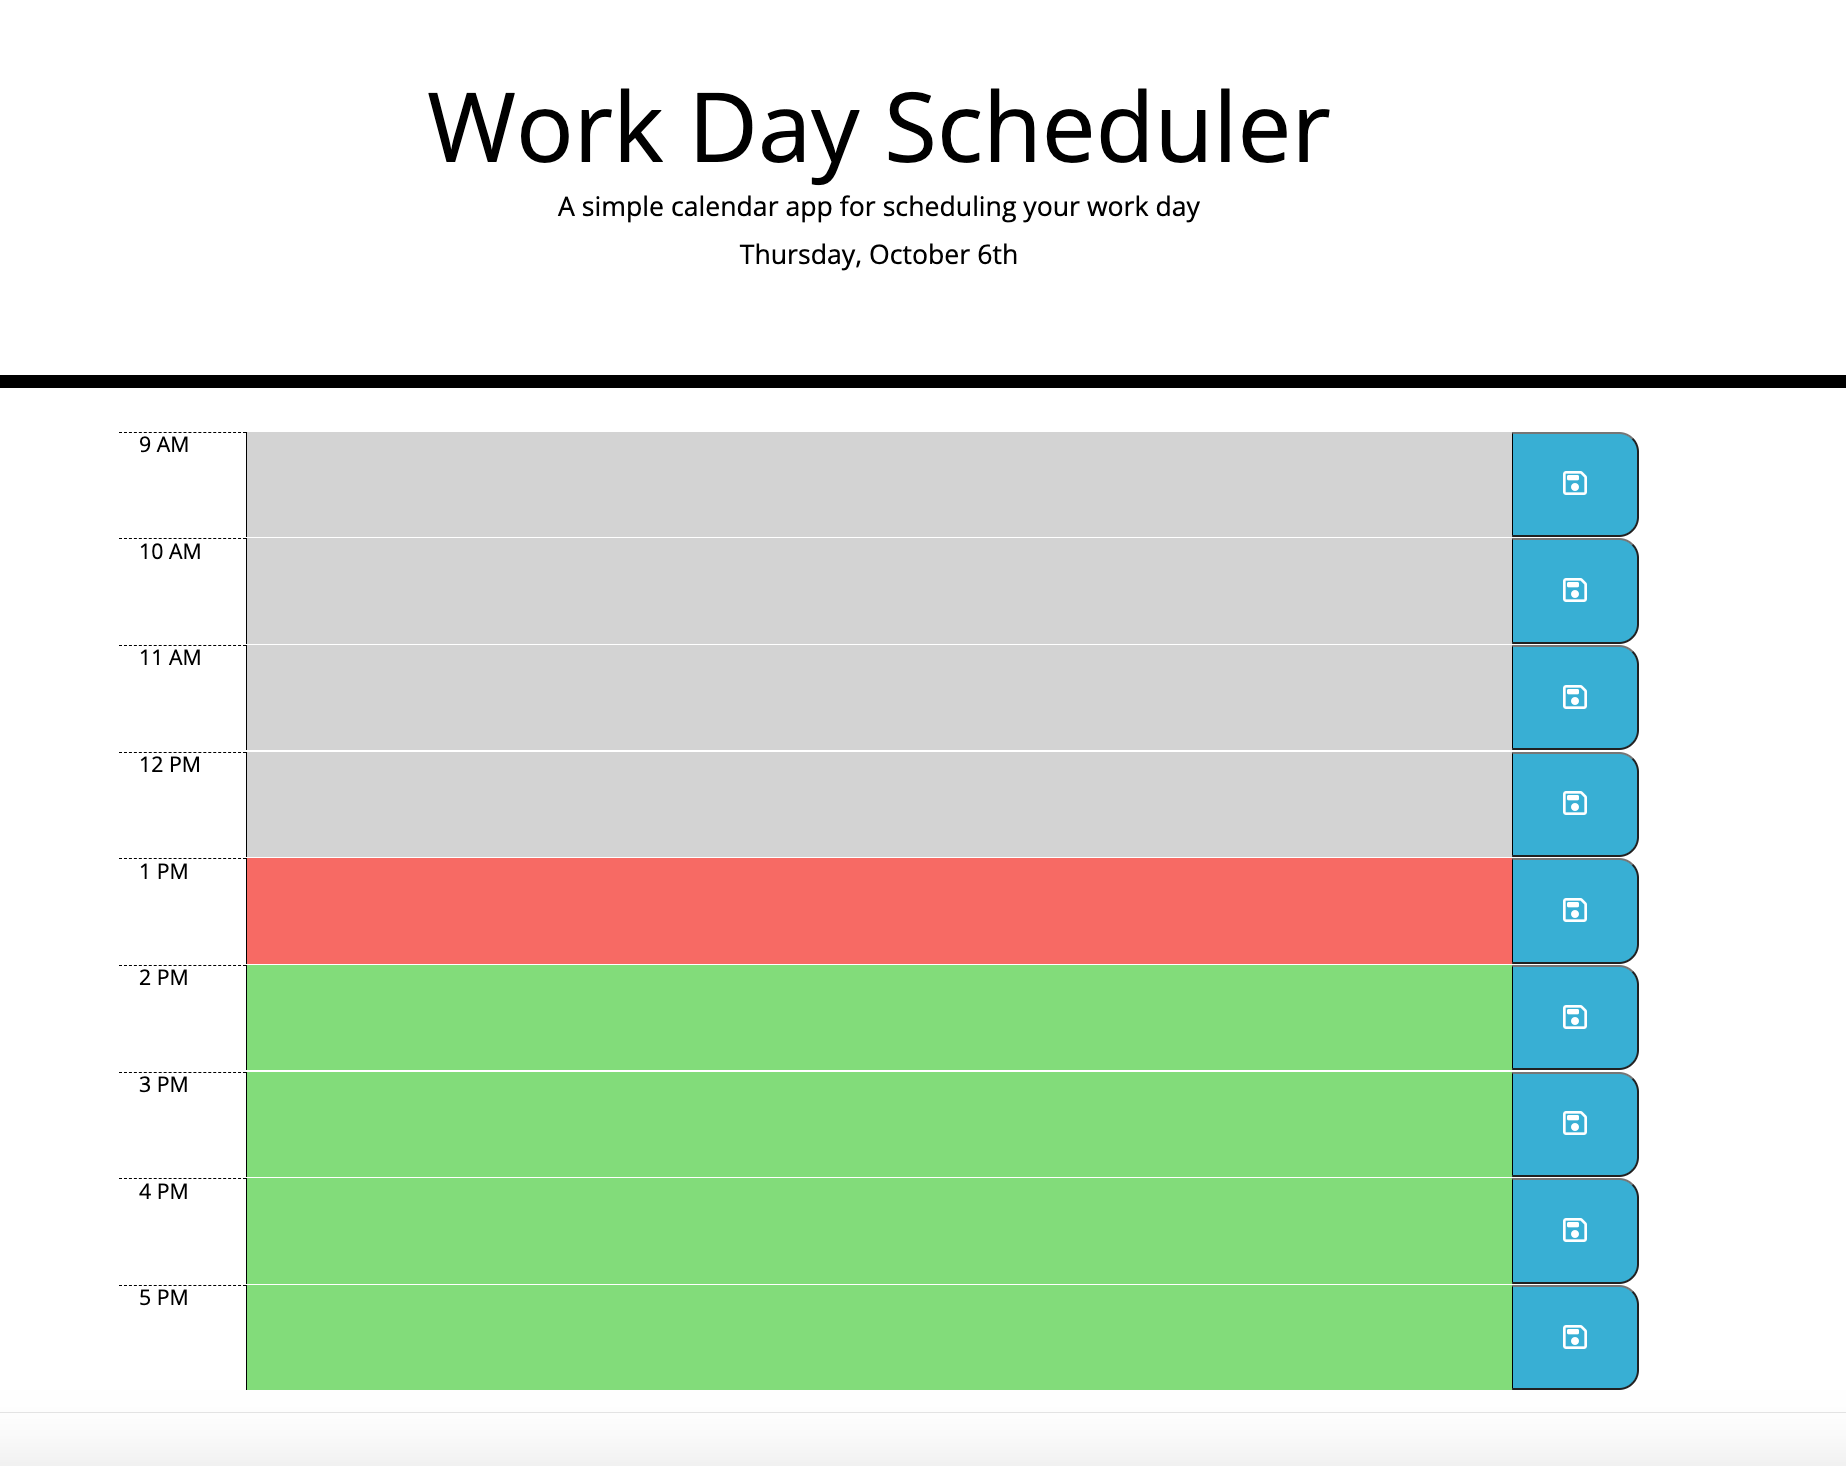 Work Day Scheduler
A simple calendar app for scheduling your work day
Thursday, October 6th
9 AM
10 AM
11 AM
12 PM
1 PM
2 PM
3 PM
4 PM
5 PM